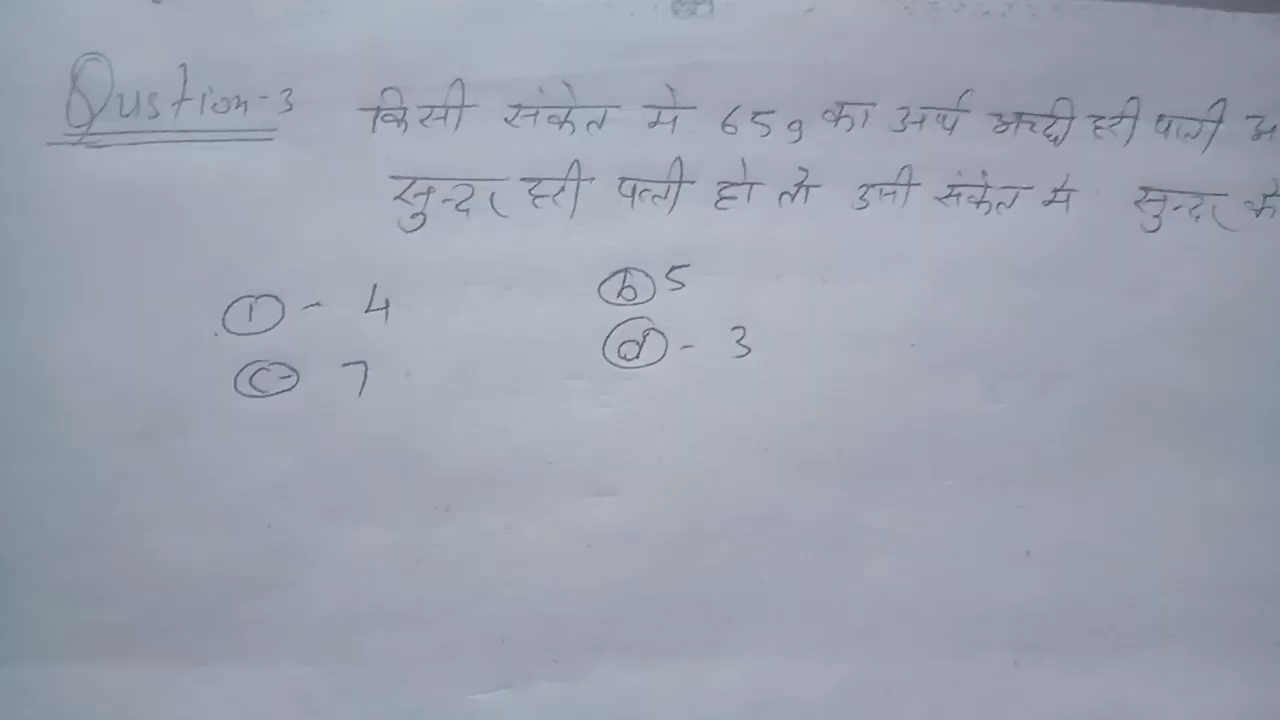 Qustion-3 किसी संकेत मे 659 का अर्थ अच्छी हरी पत्ती अ
सुन्दर हरी पत्ती हो तो उसी संकेत मे सुन्दर के
① - 4 ⓑ 5
ⓒ 7 ⓓ - 3